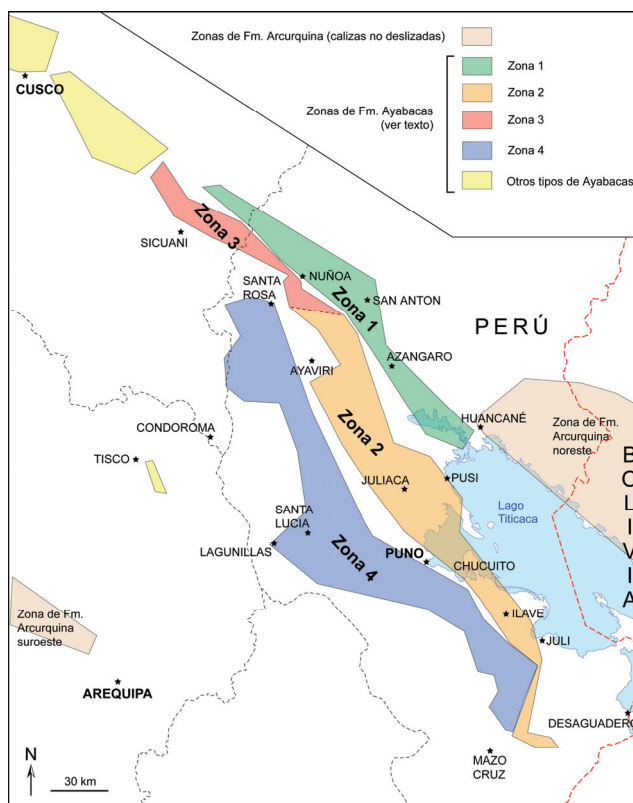 Zonas de Fm. Arcurquina (calizas no deslizadas)
Zona 1
Zona 2
Zonas de Fm. Ayabacas
(ver texto)
Zona 3
Zona 4
Otros tipos de Ayabacas
CUSCO
Zona 3
SICUANI
NUÑOA
SANTA
ROSA
SAN ANTON
Zona 1
PERÚ
AYAVIRI
AZANGARO
HUANCANÉ
CONDOROMA
Zona de Fm.
Arcurquina
noreste
Zona 2
TISCO
BOLIVIA
JULIACA
PUSI
SANTA
LUCIA
Lago
Titicaca
LAGUNILLAS
Zona 4
PUNO
CHUCUITO
Zona de Fm.
Arcurquina
suroeste
ILAVE
JULI
AREQUIPA
DESAGUADERO
MAZO
CRUZ
N
30 km